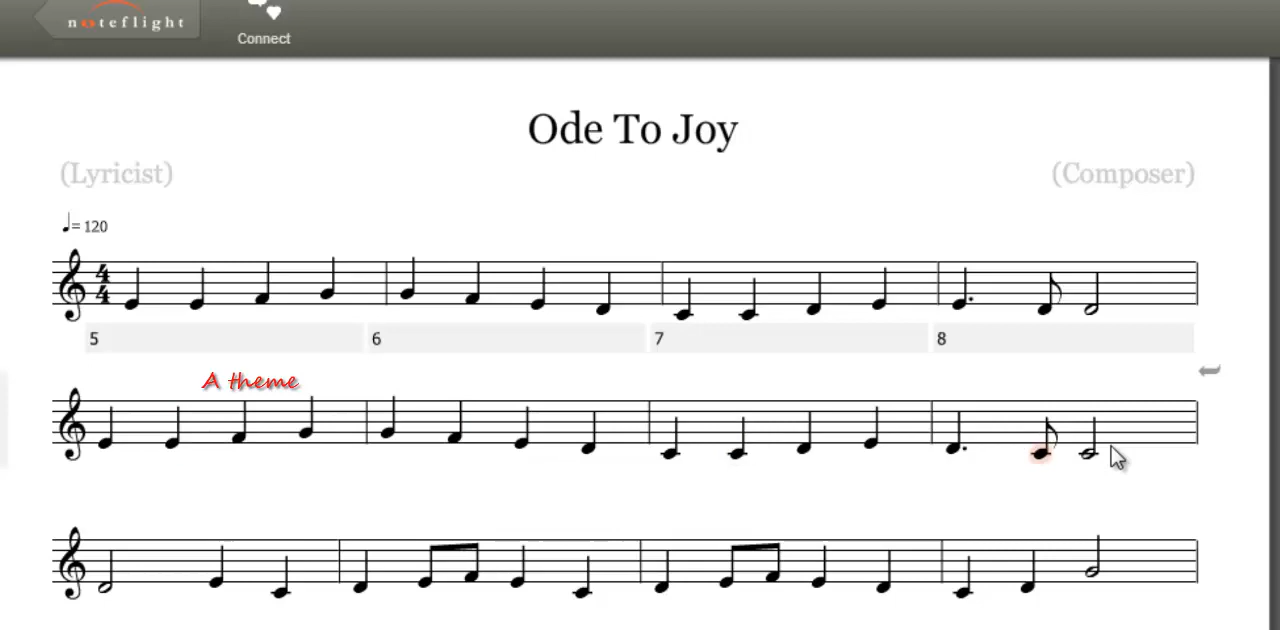 noteflight
Connect
Ode To Joy
(Lyricist)
(Composer)
= 120
4
4
5 6 7 8
A theme